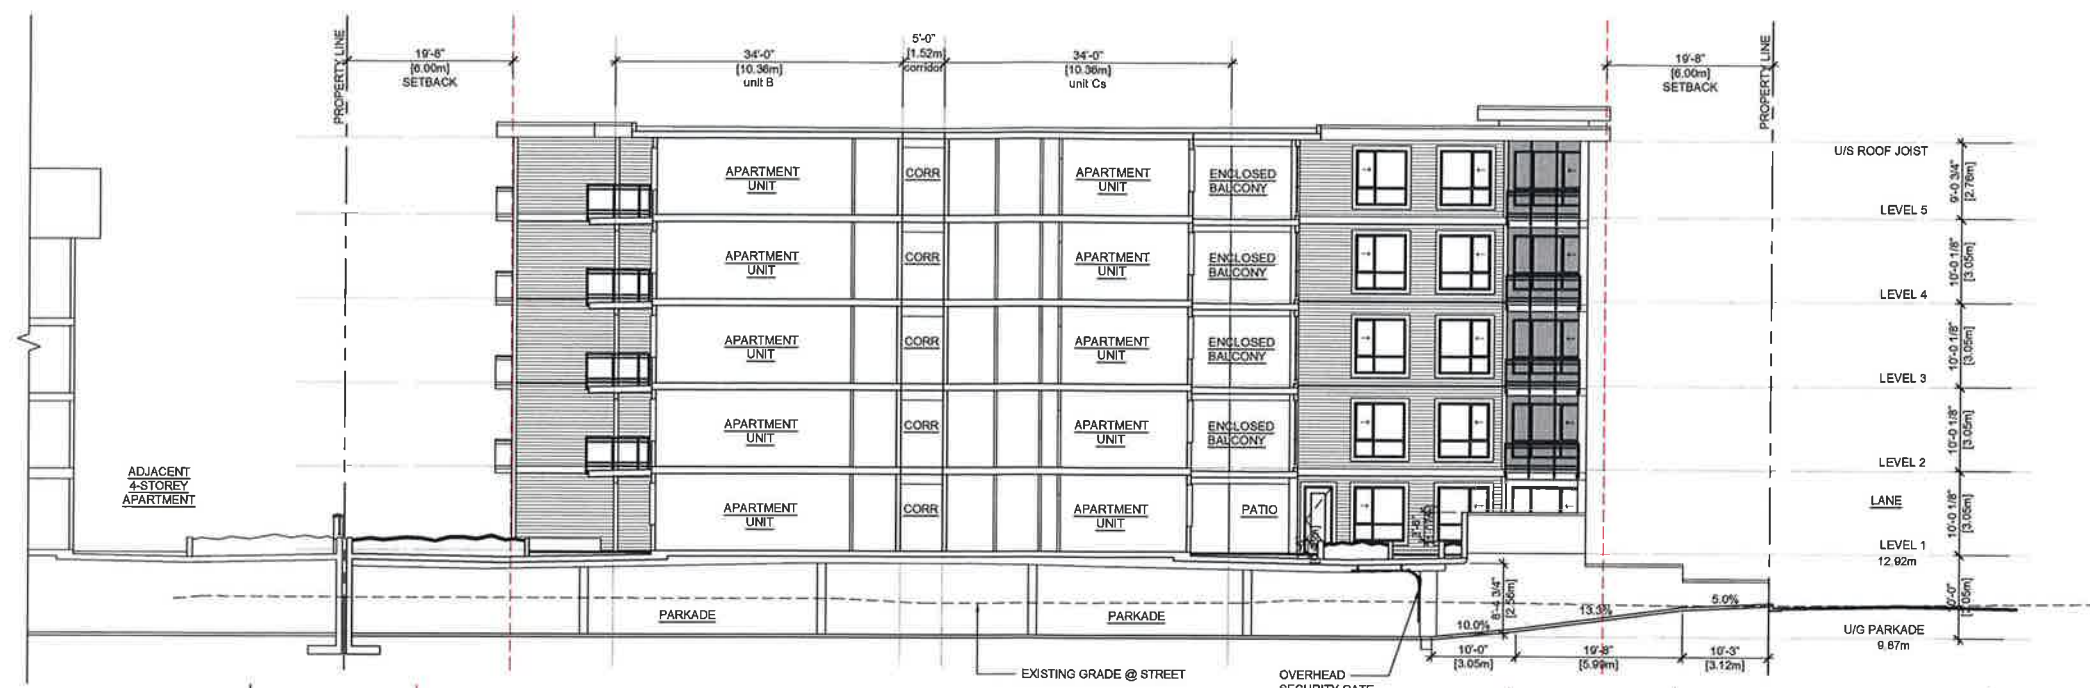 PROPERTY LINE
19'-8"
[6.00m]
SETBACK
34'-0"
[10.36m]
unit B
5'-0"
[1.52m]
corridor
34'-0"
[10.36m]
unit Cs
19'-8"
[6.00m]
SETBACK
PROPERTY LINE
U/S ROOF JOIST
9'-0 3/4"
[2.76m]
APARTMENT
UNIT
CORR
APARTMENT
UNIT
ENCLOSED
BALCONY
LEVEL 5
10'-0 1/8"
[3.05m]
APARTMENT
UNIT
CORR
APARTMENT
UNIT
ENCLOSED
BALCONY
LEVEL 4
10'-0 1/8"
[3.05m]
APARTMENT
UNIT
CORR
APARTMENT
UNIT
ENCLOSED
BALCONY
LEVEL 3
10'-0 1/8"
[3.05m]
APARTMENT
UNIT
CORR
APARTMENT
UNIT
ENCLOSED
BALCONY
LEVEL 2
10'-0 1/8"
[3.05m]
ADJACENT
4-STOREY
APARTMENT
APARTMENT
UNIT
CORR
APARTMENT
UNIT
PATIO
LANE
LEVEL 1
12.92m
10'-0"
[3.05m]
PARKADE
PARKADE
8'-4 3/4"
[2.56m]
10.0%
13.3%
5.0%
U/G PARKADE
9.87m
10'-0"
[3.05m]
19'-8"
[5.99m]
10'-3"
[3.12m]
EXISTING GRADE @ STREET
OVERHEAD
SECURITY GATE